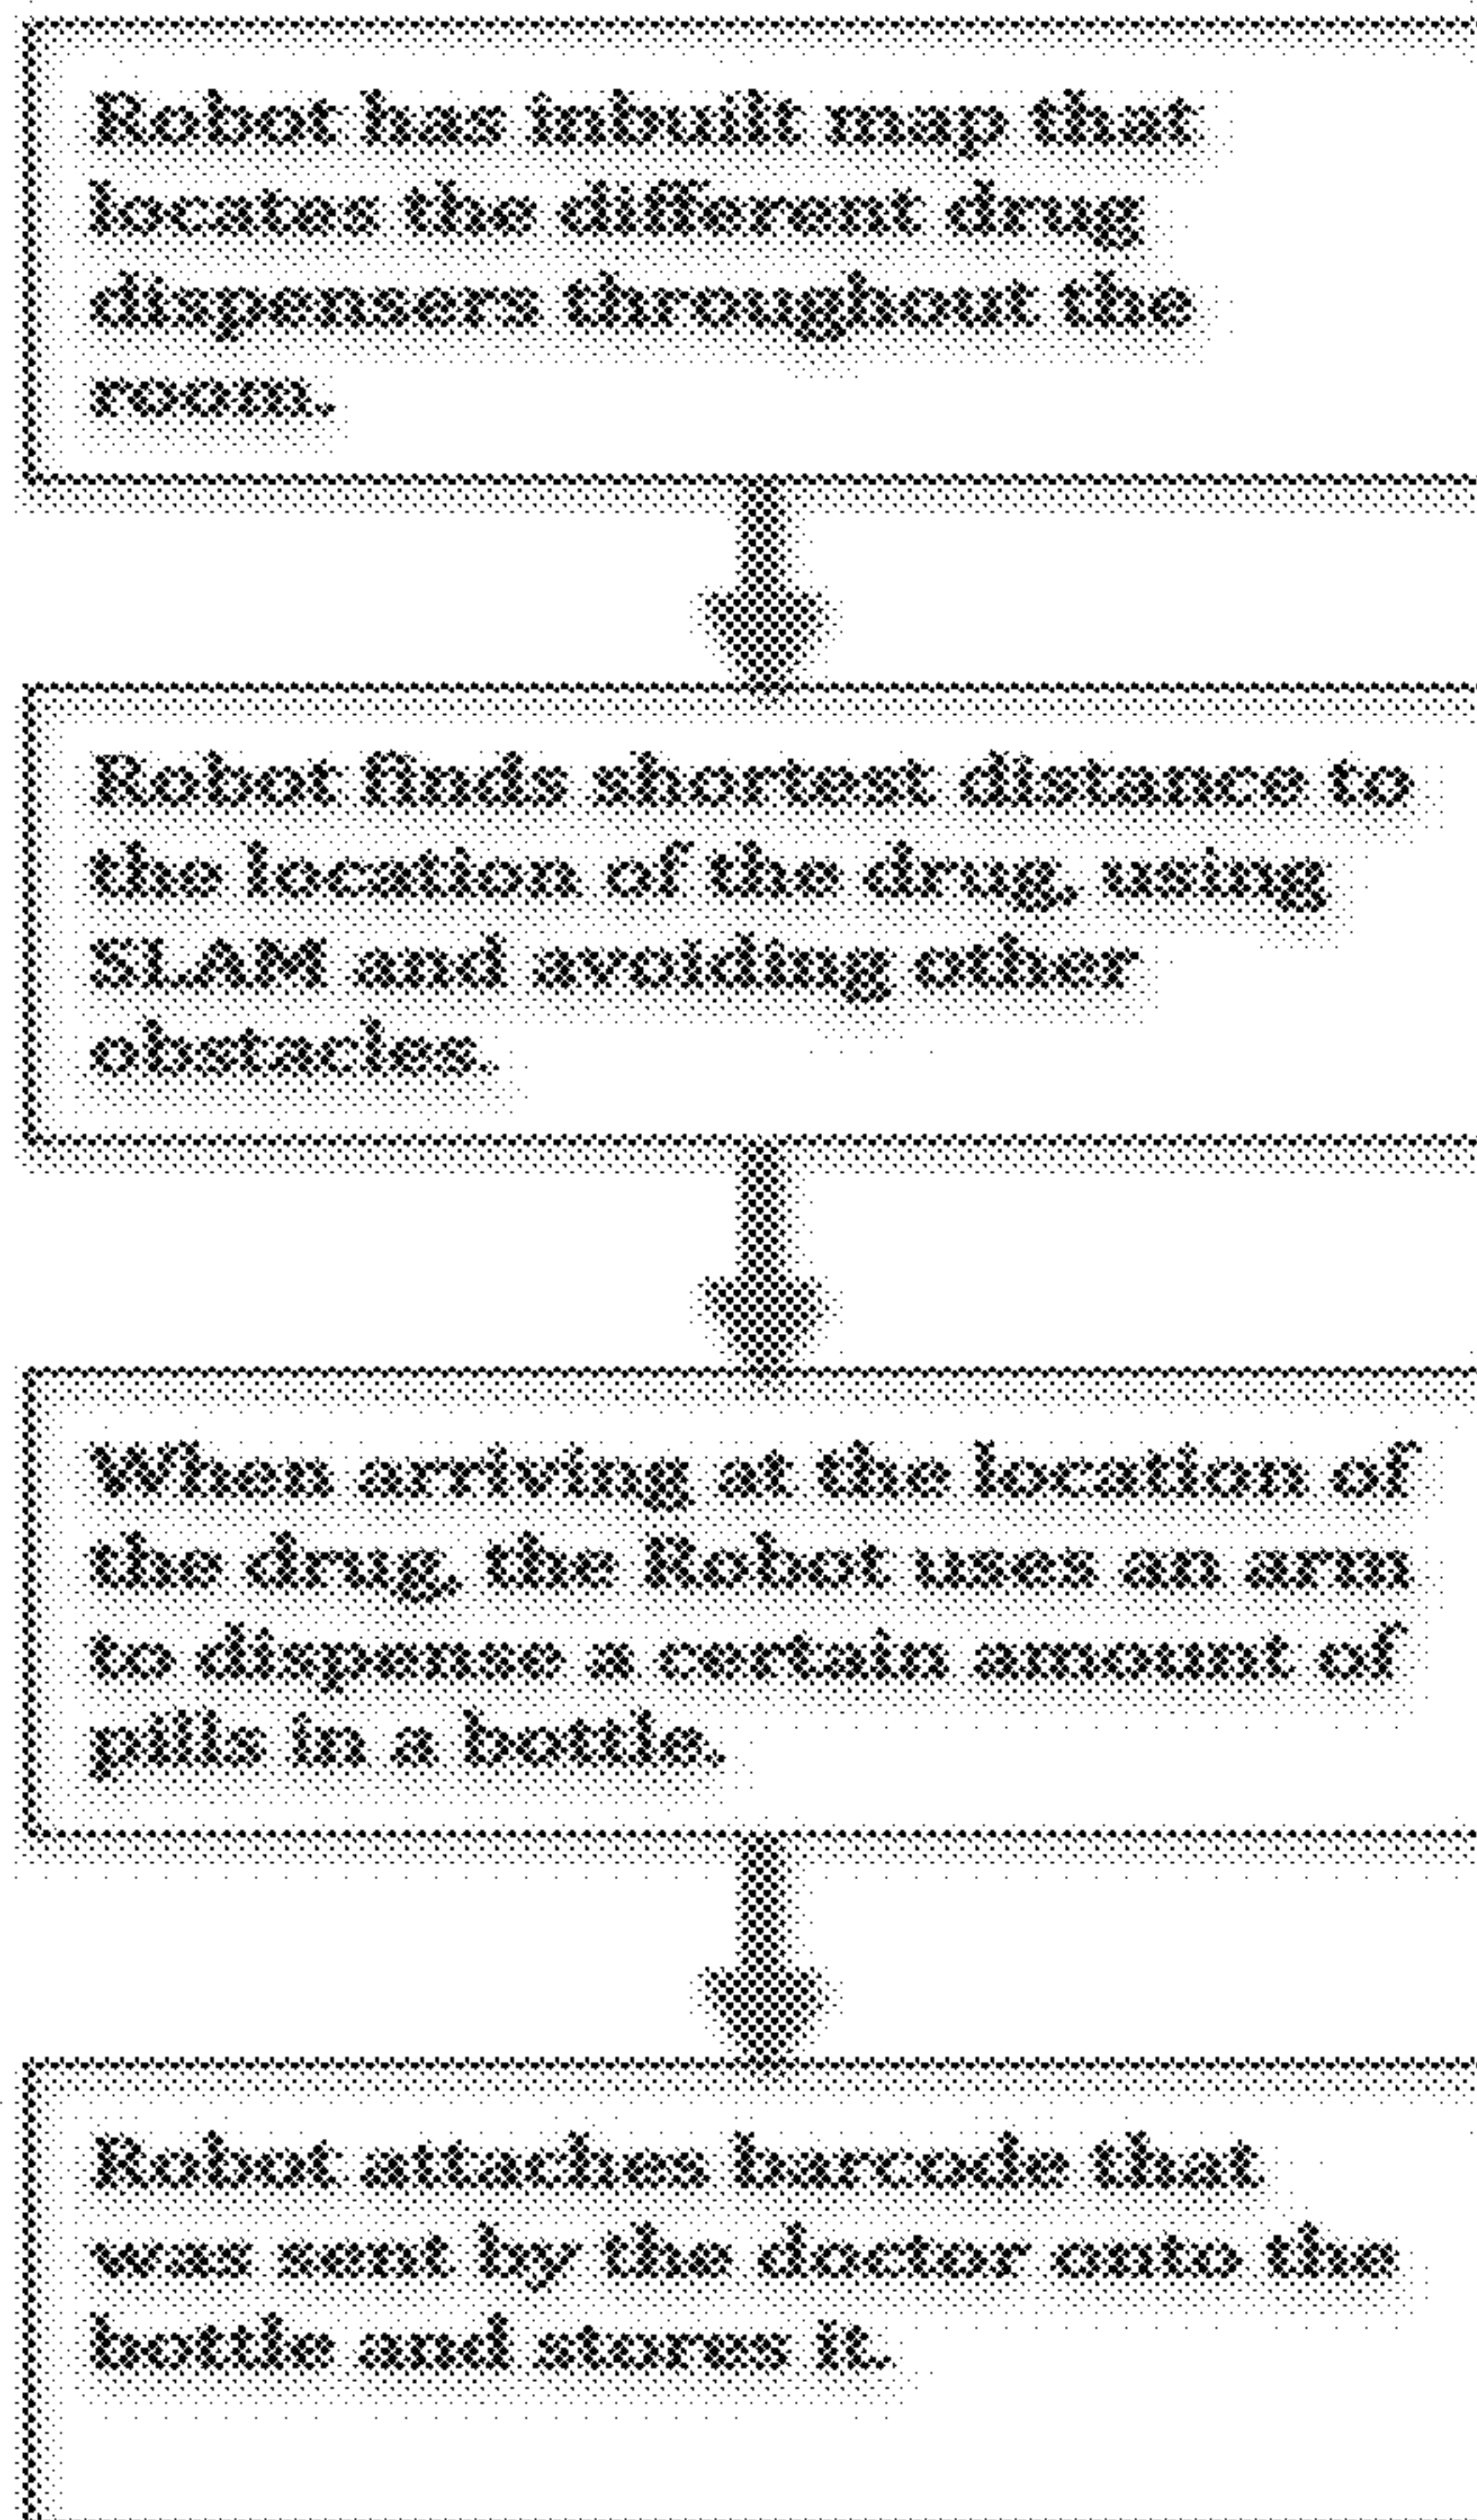 Robot has inbuilt map that
locates the different drug
dispensers throughout the
room.
Robot finds shortest distance to
the location of the drug, using
SLAM and avoiding other
obstacles.
When arriving at the location of
the drug, the Robot uses an arm
to dispense a certain amount of
pills in a bottle.
Robot attaches barcode that
was sent by the doctor onto the
bottle and stores it.